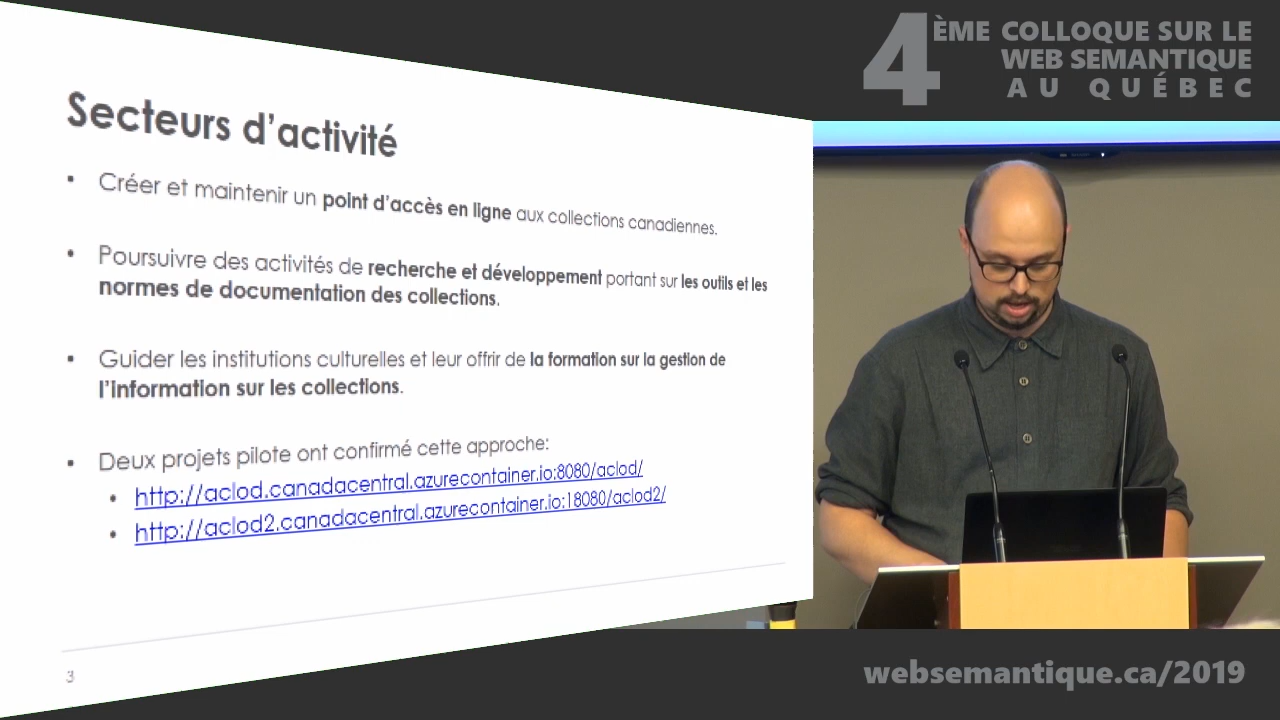 4ÈME COLLOQUE SUR LE
WEB SEMANTIQUE
AU QUÉBEC
Secteurs d'activité
• Créer et maintenir un point d'accès en ligne aux collections canadiennes.
• Poursuivre des activités de recherche et développement portant sur les outils et les
normes de documentation des collections.
• Guider les institutions culturelles et leur offrir de la formation sur la gestion de
l'information sur les collections.
• Deux projets pilote ont confirmé cette approche:
• http://aclod.canadacentral.azurecontainer.io:8080/aclod/
• http://aclod2.canadacentral.azurecontainer.io:18080/aclod2/
3
websemantique.ca/2019